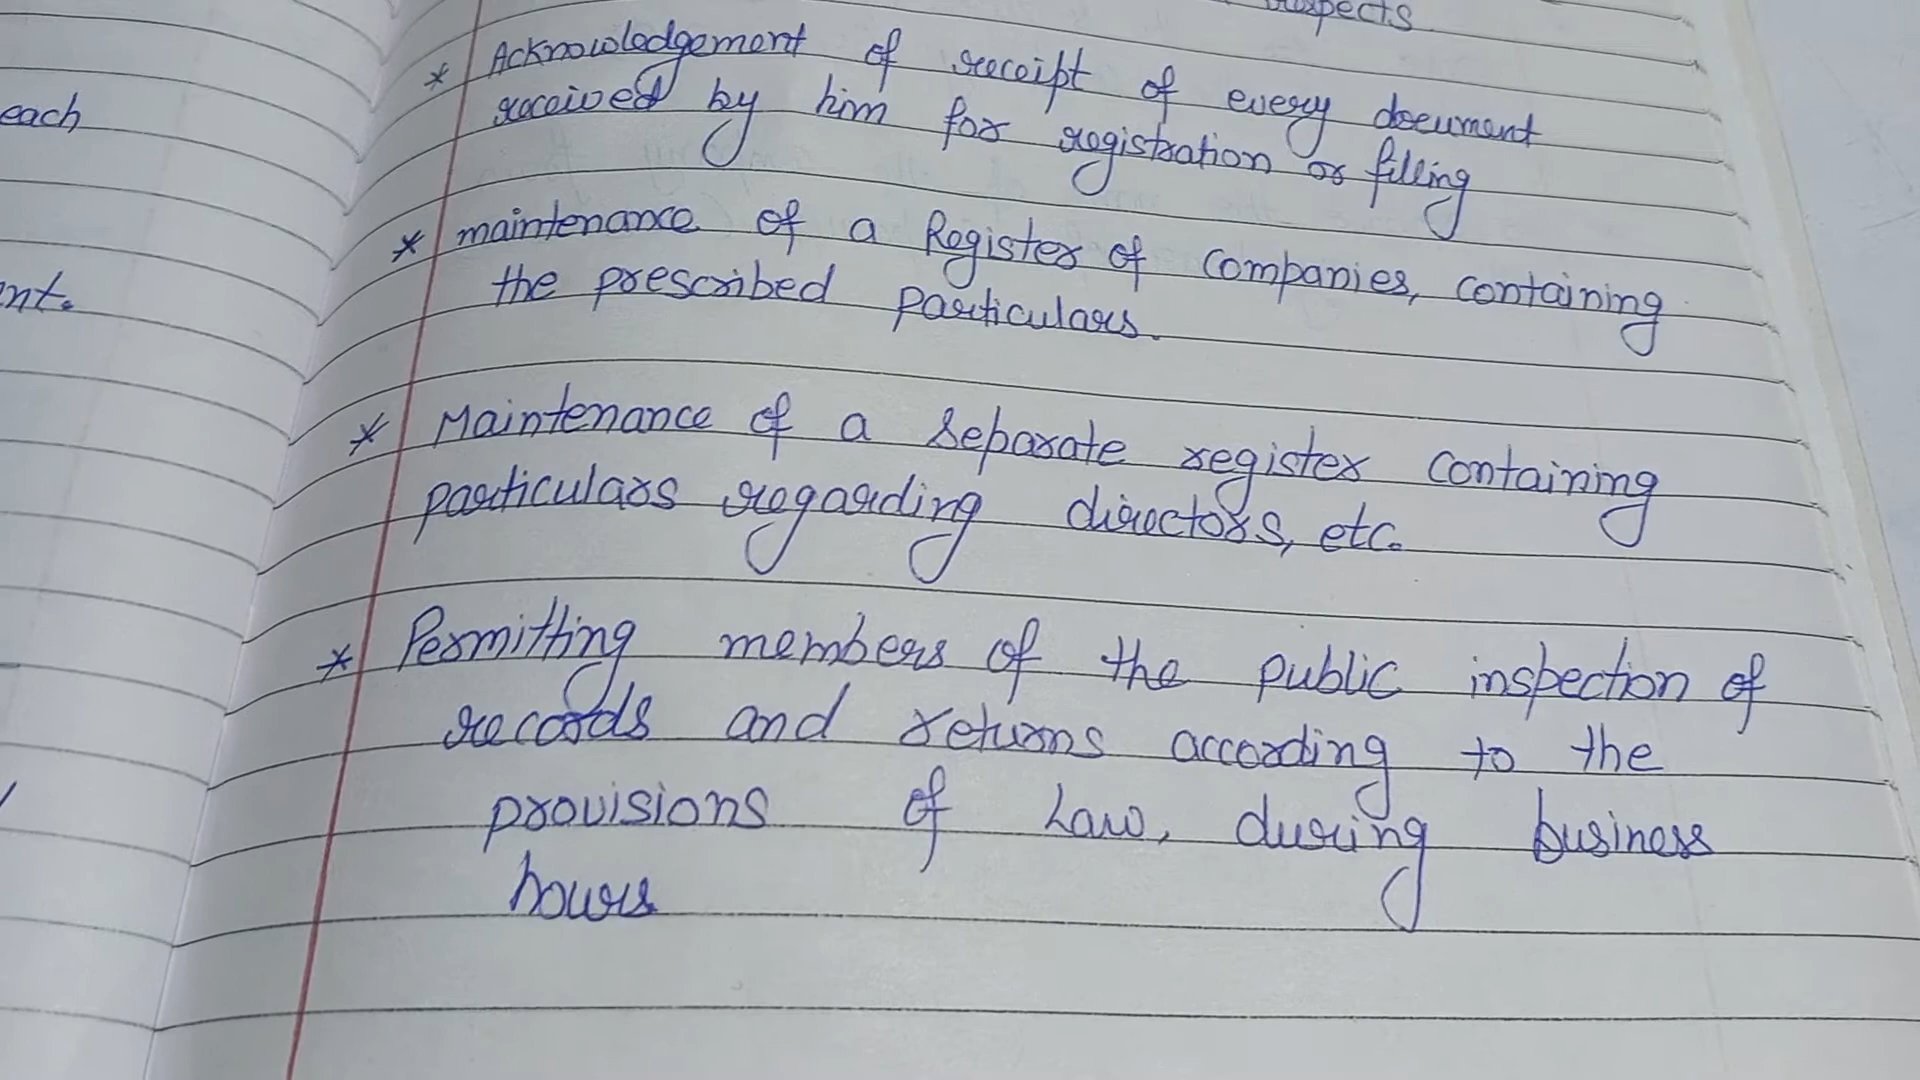 each
nt.
* Acknowledgement of receipt of every document
received by him for registration or filling
* maintenance of a Register of companies, containing
the prescribed particulars.
* Maintenance of a separate register containing
particulars regarding directors, etc.
* Permitting members of the public inspection of
records and returns according to the
provisions of Law, during business
hours